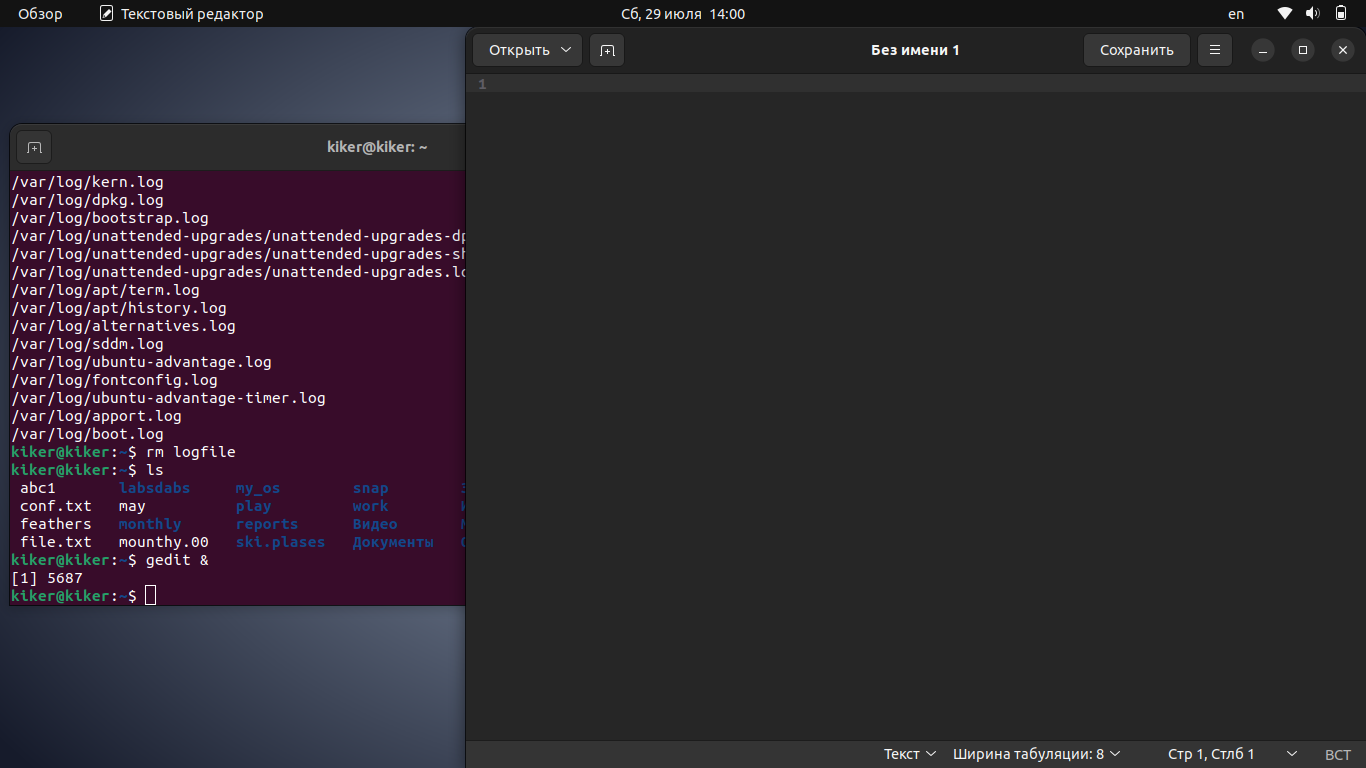 Обзор Текстовый редактор Сб, 29 июля 14:00 en
Открыть Без имени 1 Сохранить
1
kiker@kiker: ~
/var/log/kern.log
/var/log/dpkg.log
/var/log/bootstrap.log
/var/log/unattended-upgrades/unattended-upgrades-dp
/var/log/unattended-upgrades/unattended-upgrades-sh
/var/log/unattended-upgrades/unattended-upgrades.lo
/var/log/apt/term.log
/var/log/apt/history.log
/var/log/alternatives.log
/var/log/sddm.log
/var/log/ubuntu-advantage.log
/var/log/fontconfig.log
/var/log/ubuntu-advantage-timer.log
/var/log/apport.log
/var/log/boot.log
kiker@kiker:~$ rm logfile
kiker@kiker:~$ ls
abc1 labsdabs my_os snap
conf.txt may play work
feathers monthly reports Видео
file.txt mounthy.00 ski.plases Документы
kiker@kiker:~$ gedit &
[1] 5687
kiker@kiker:~$
Текст Ширина табуляции: 8 Стр 1, Стлб 1 ВСТ